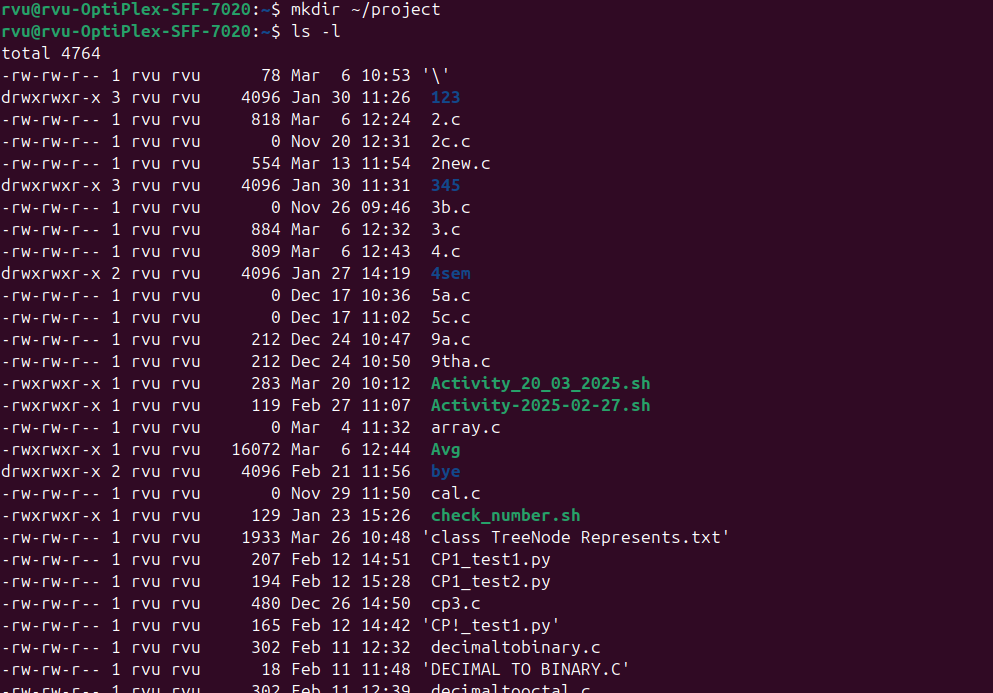 rvu@rvu-OptiPlex-SFF-7020:~$ mkdir ~/project
rvu@rvu-OptiPlex-SFF-7020:~$ ls -l
total 4764
-rw-rw-r-- 1 rvu rvu      78 Mar  6 10:53 '\'
drwxrwxr-x 3 rvu rvu    4096 Jan 30 11:26  123
-rw-rw-r-- 1 rvu rvu     818 Mar  6 12:24  2.c
-rw-rw-r-- 1 rvu rvu       0 Nov 20 12:31  2c.c
-rw-rw-r-- 1 rvu rvu     554 Mar 13 11:54  2new.c
drwxrwxr-x 3 rvu rvu    4096 Jan 30 11:31  345
-rw-rw-r-- 1 rvu rvu       0 Nov 26 09:46  3b.c
-rw-rw-r-- 1 rvu rvu     884 Mar  6 12:32  3.c
-rw-rw-r-- 1 rvu rvu     809 Mar  6 12:43  4.c
drwxrwxr-x 2 rvu rvu    4096 Jan 27 14:19  4sem
-rw-rw-r-- 1 rvu rvu       0 Dec 17 10:36  5a.c
-rw-rw-r-- 1 rvu rvu       0 Dec 17 11:02  5c.c
-rw-rw-r-- 1 rvu rvu     212 Dec 24 10:47  9a.c
-rw-rw-r-- 1 rvu rvu     212 Dec 24 10:50  9tha.c
-rwxrwxr-x 1 rvu rvu     283 Mar 20 10:12  Activity_20_03_2025.sh
-rwxrwxr-x 1 rvu rvu     119 Feb 27 11:07  Activity-2025-02-27.sh
-rw-rw-r-- 1 rvu rvu       0 Mar  4 11:32  array.c
-rwxrwxr-x 1 rvu rvu   16072 Mar  6 12:44  Avg
drwxrwxr-x 2 rvu rvu    4096 Feb 21 11:56  bye
-rw-rw-r-- 1 rvu rvu       0 Nov 29 11:50  cal.c
-rwxrwxr-x 1 rvu rvu     129 Jan 23 15:26  check_number.sh
-rw-rw-r-- 1 rvu rvu    1933 Mar 26 10:48 'class TreeNode Represents.txt'
-rw-rw-r-- 1 rvu rvu     207 Feb 12 14:51  CP1_test1.py
-rw-rw-r-- 1 rvu rvu     194 Feb 12 15:28  CP1_test2.py
-rw-rw-r-- 1 rvu rvu     480 Dec 26 14:50  cp3.c
-rw-rw-r-- 1 rvu rvu     165 Feb 12 14:42 'CP!_test1.py'
-rw-rw-r-- 1 rvu rvu     302 Feb 11 12:32  decimaltobinary.c
-rw-rw-r-- 1 rvu rvu      18 Feb 11 11:48 'DECIMAL TO BINARY.C'
-rw-rw-r-- 1 rvu rvu     302 Feb 11 12:39  decimaltooctal.c